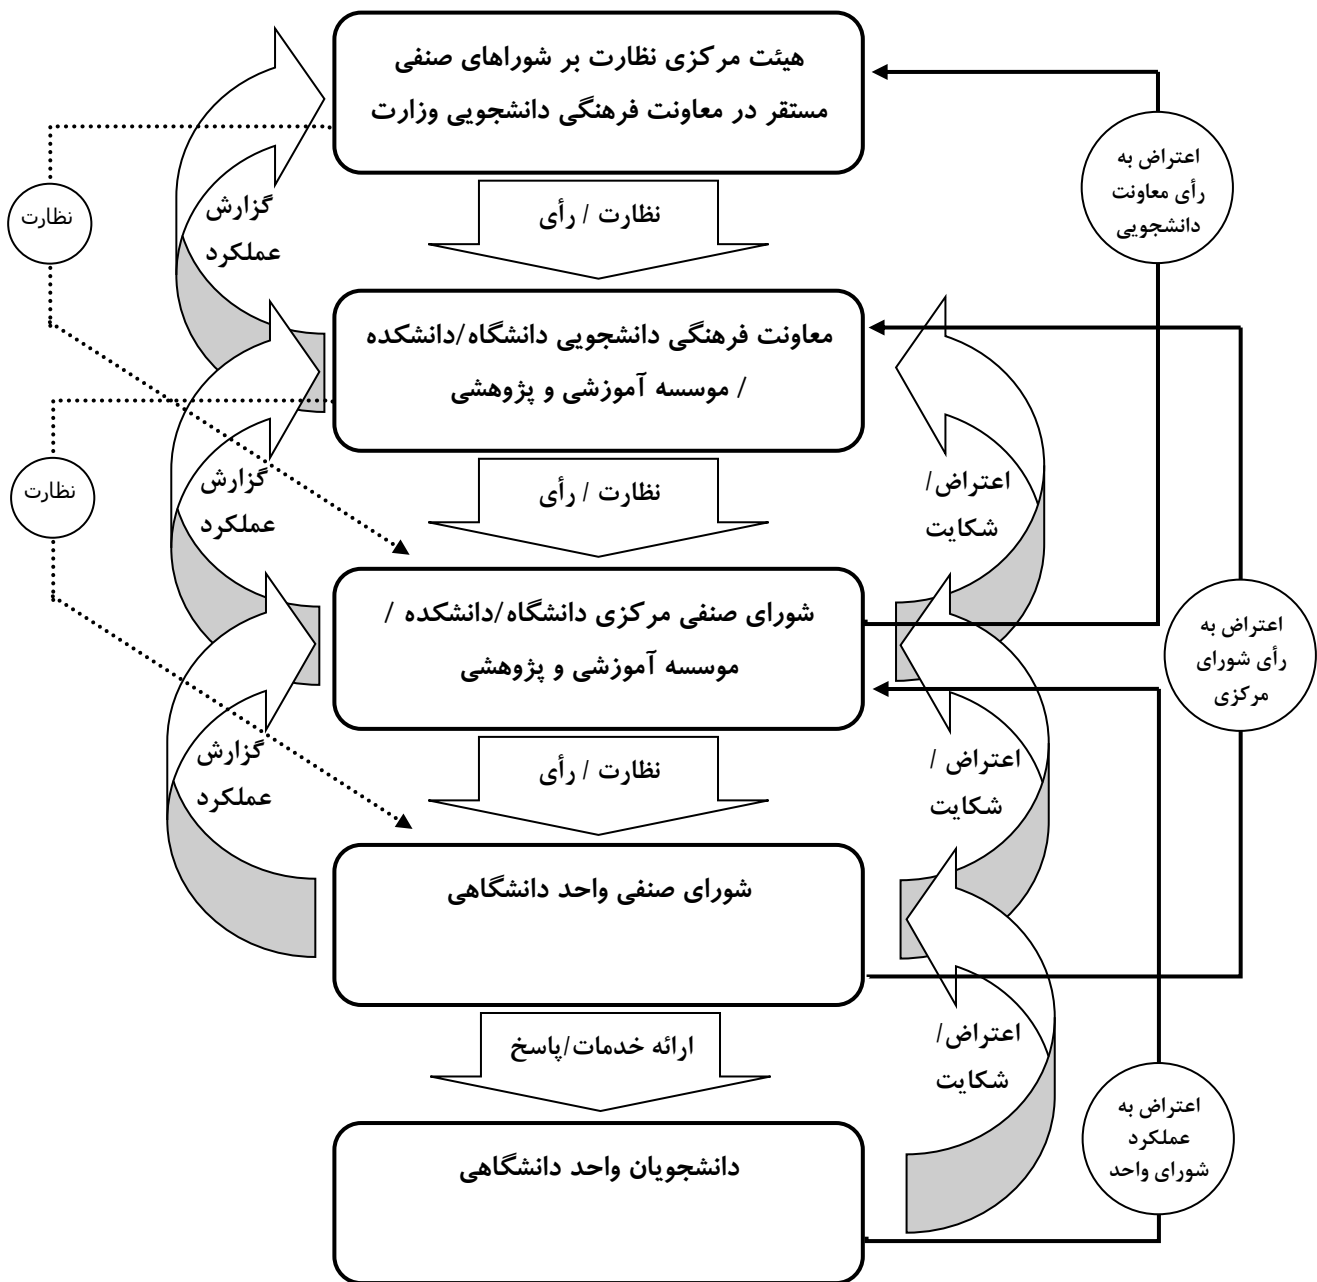 هیئت مرکزی نظارت بر شوراهای صنفی
مستقر در معاونت فرهنگی دانشجویی وزارت
اعتراض به
رأی معاونت
دانشجویی
نظارت
گزارش
عملکرد
نظارت / رأی
معاونت فرهنگی دانشجویی دانشگاه/دانشکده
/ موسسه آموزشی و پژوهشی
نظارت
گزارش
عملکرد
نظارت / رأی
اعتراض/
شکایت
شورای صنفی مرکزی دانشگاه/دانشکده /
موسسه آموزشی و پژوهشی
اعتراض به
رأی شورای
مرکزی
گزارش
عملکرد
نظارت / رأی
اعتراض /
شکایت
شورای صنفی واحد دانشگاهی
ارائه خدمات/پاسخ
اعتراض/
شکایت
اعتراض به
عملکرد
شورای واحد
دانشجویان واحد دانشگاهی